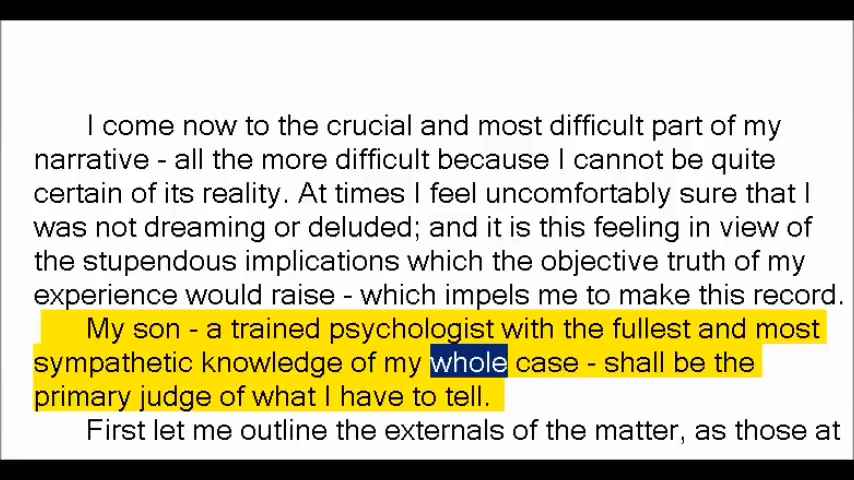 I come now to the crucial and most difficult part of my
narrative - all the more difficult because I cannot be quite
certain of its reality. At times I feel uncomfortably sure that I
was not dreaming or deluded; and it is this feeling in view of
the stupendous implications which the objective truth of my
experience would raise - which impels me to make this record.
My son - a trained psychologist with the fullest and most
sympathetic knowledge of my whole case - shall be the
primary judge of what I have to tell.
First let me outline the externals of the matter, as those at